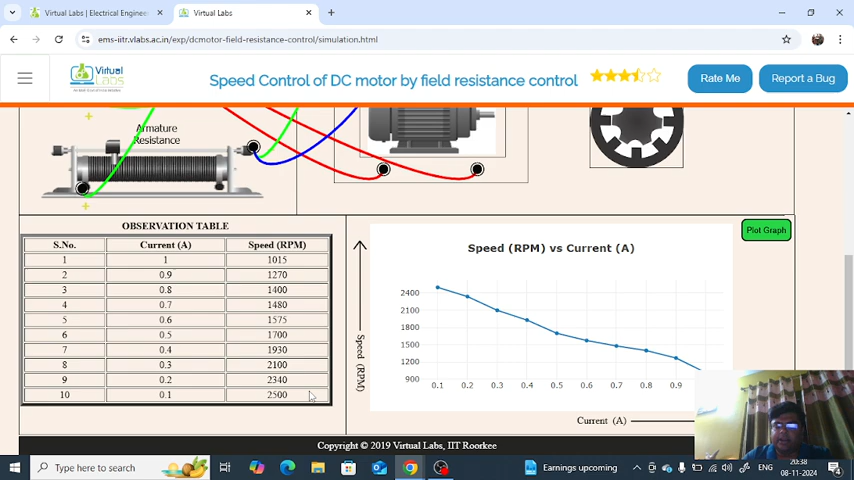 Virtual Labs | Electrical Enginee
Virtual Labs
ems-iitr.vlabs.ac.in/exp/dcmotor-field-resistance-control/simulation.html
Virtual
Labs
Speed Control of DC motor by field resistance control
Rate Me
Report a Bug
Armature
Resistance
OBSERVATION TABLE
S.No. Current (A) Speed (RPM)
1 1 1015
2 0.9 1270
3 0.8 1400
4 0.7 1480
5 0.6 1575
6 0.5 1700
7 0.4 1930
8 0.3 2100
9 0.2 2340
10 0.1 2500
Plot Graph
Speed (RPM) vs Current (A)
2400
2100
1800
1500
1200
900
0.1 0.2 0.3 0.4 0.5 0.6 0.7 0.8 0.9
Speed (RPM)
Current (A)
Copyright © 2019 Virtual Labs, IIT Roorkee
Type here to search
Earnings upcoming
ENG
20:38
08-11-2024
4